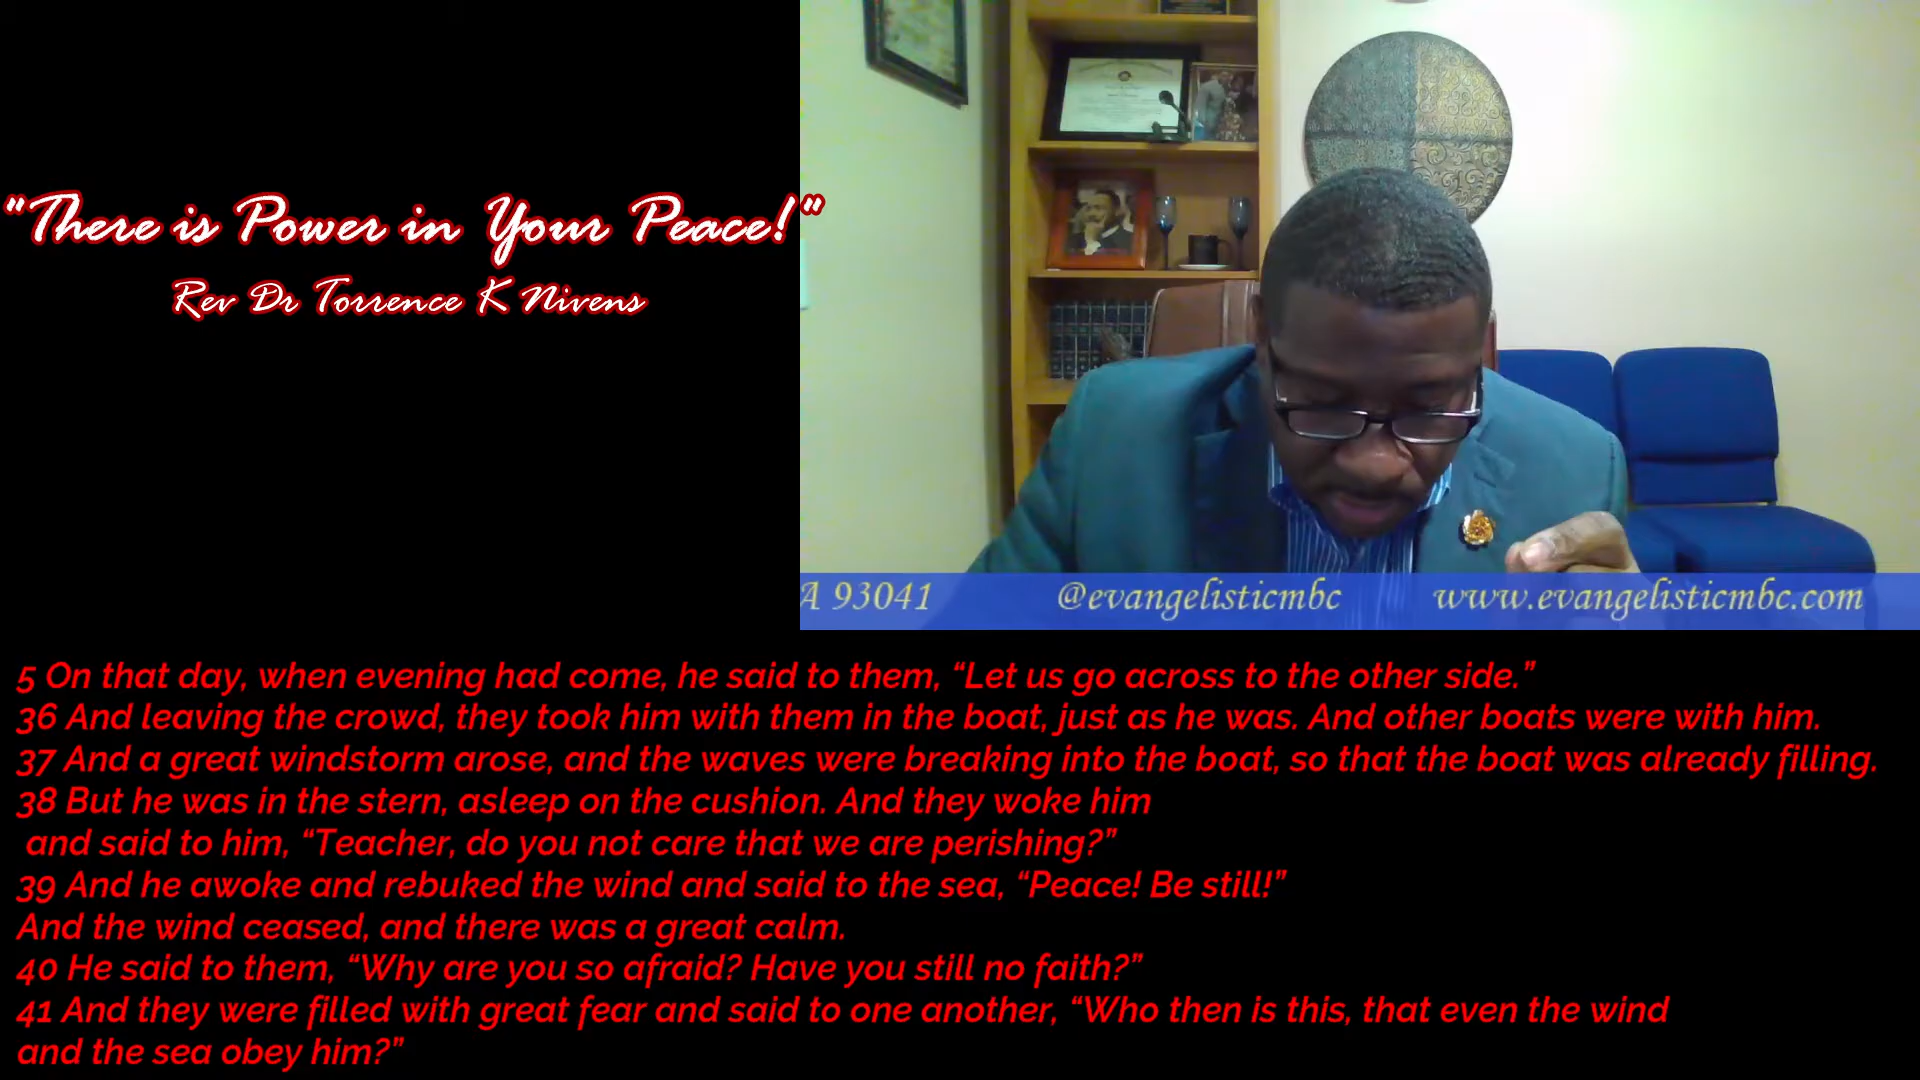 “There is Power in Your Peace!“
Rev Dr Torrence K Nivens
A 93041 @evangelisticmbc www.evangelisticmbc.com
5 On that day, when evening had come, he said to them, “Let us go across to the other side.”
36 And leaving the crowd, they took him with them in the boat, just as he was. And other boats were with him.
37 And a great windstorm arose, and the waves were breaking into the boat, so that the boat was already filling.
38 But he was in the stern, asleep on the cushion. And they woke him
and said to him, “Teacher, do you not care that we are perishing?”
39 And he awoke and rebuked the wind and said to the sea, “Peace! Be still!”
And the wind ceased, and there was a great calm.
40 He said to them, “Why are you so afraid? Have you still no faith?”
41 And they were filled with great fear and said to one another, “Who then is this, that even the wind
and the sea obey him?”